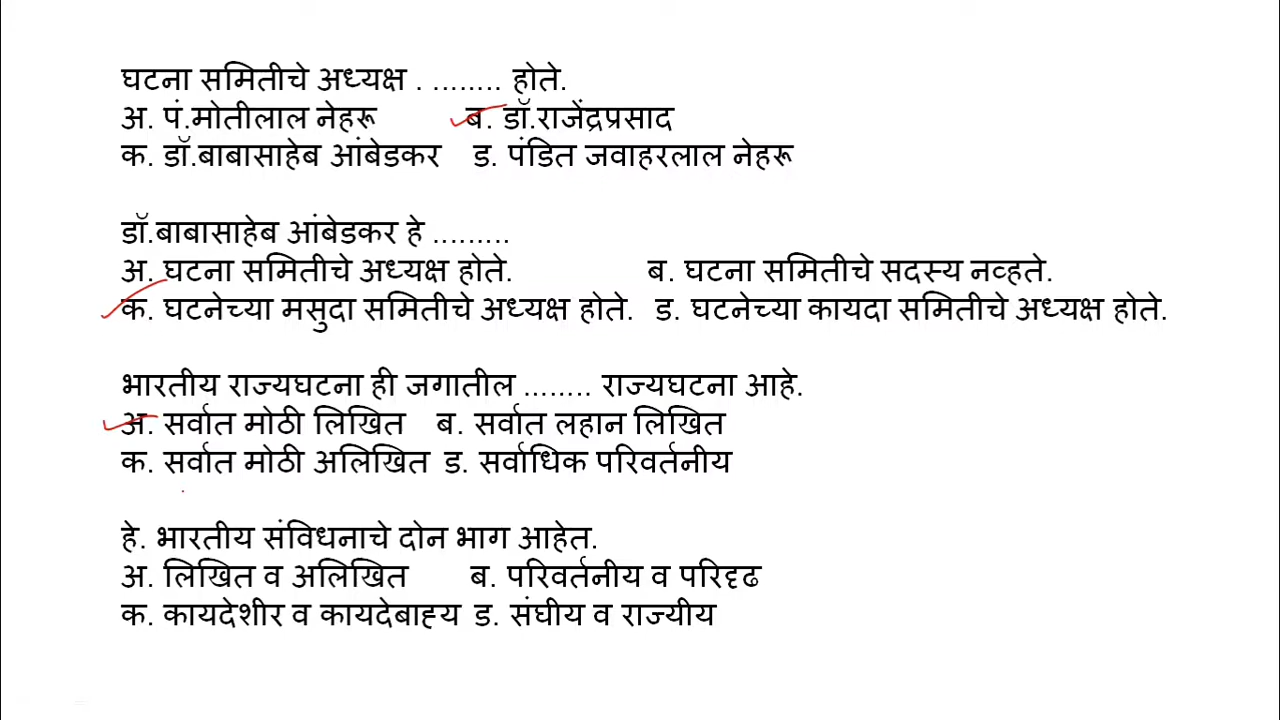 घटना समितीचे अध्यक्ष . ........ होते.
अ. पं.मोतीलाल नेहरू ब. डॉ.राजेंद्रप्रसाद
क. डॉ.बाबासाहेब आंबेडकर ड. पंडित जवाहरलाल नेहरू
डॉ.बाबासाहेब आंबेडकर हे .........
अ. घटना समितीचे अध्यक्ष होते. ब. घटना समितीचे सदस्य नव्हते.
क. घटनेच्या मसुदा समितीचे अध्यक्ष होते. ड. घटनेच्या कायदा समितीचे अध्यक्ष होते.
भारतीय राज्यघटना ही जगातील ........ राज्यघटना आहे.
अ. सर्वात मोठी लिखित ब. सर्वात लहान लिखित
क. सर्वात मोठी अलिखित ड. सर्वाधिक परिवर्तनीय
हे. भारतीय संविधनाचे दोन भाग आहेत.
अ. लिखित व अलिखित ब. परिवर्तनीय व परिदृढ
क. कायदेशीर व कायदेबाह्य ड. संघीय व राज्यीय